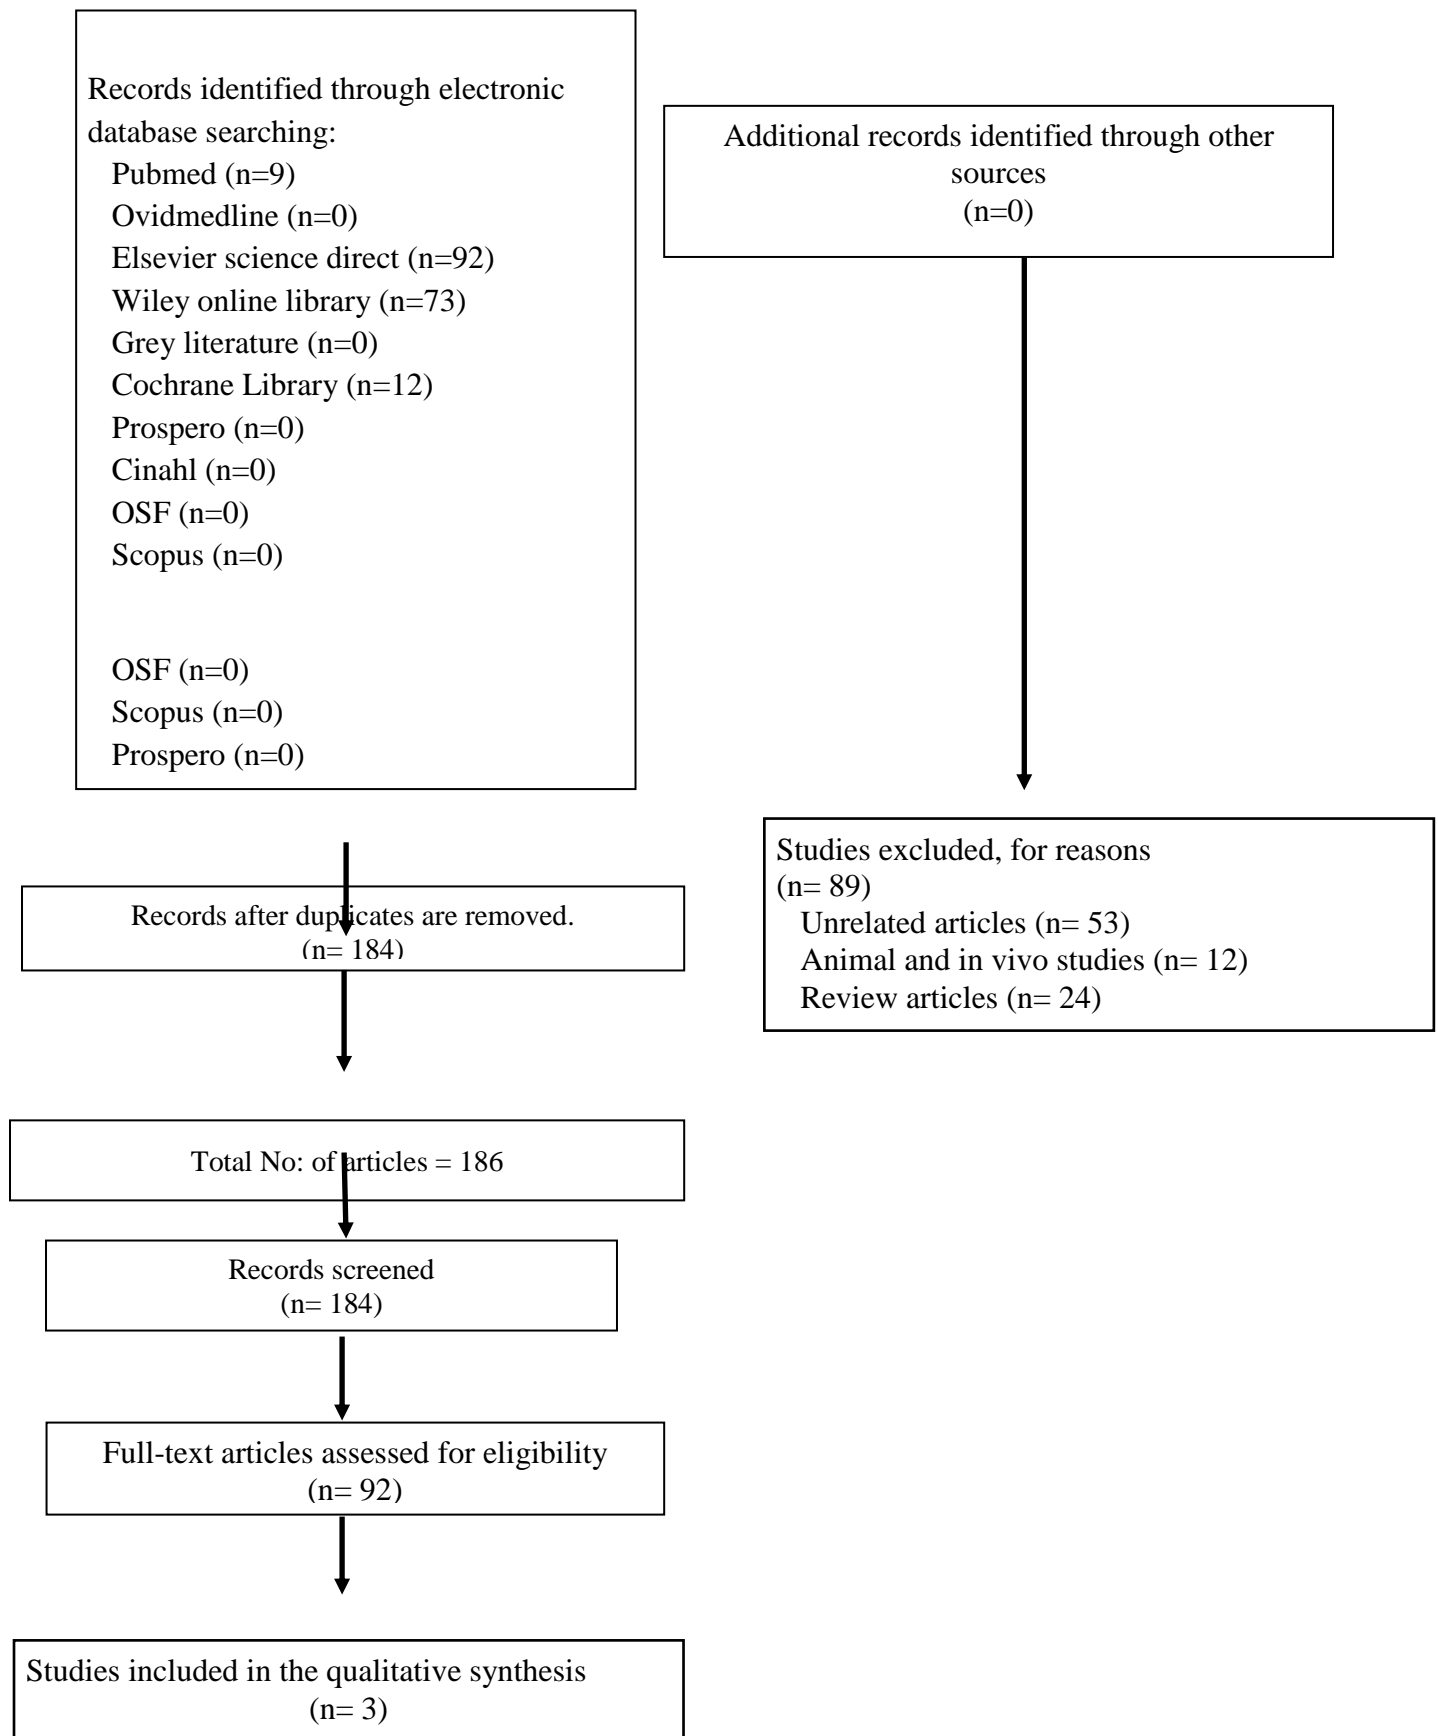 Records identified through electronic
database searching:
Pubmed (n=9)
Ovidmedline (n=0)
Elsevier science direct (n=92)
Wiley online library (n=73)
Grey literature (n=0)
Cochrane Library (n=12)
Prospero (n=0)
Cinahl (n=0)
OSF (n=0)
Scopus (n=0)
OSF (n=0)
Scopus (n=0)
Prospero (n=0)
Additional records identified through other
sources
(n=0)
Records after duplicates are removed.
(n= 184)
Studies excluded, for reasons
(n= 89)
Unrelated articles (n= 53)
Animal and in vivo studies (n= 12)
Review articles (n= 24)
Total No: of articles = 186
Records screened
(n= 184)
Full-text articles assessed for eligibility
(n= 92)
Studies included in the qualitative synthesis
(n= 3)